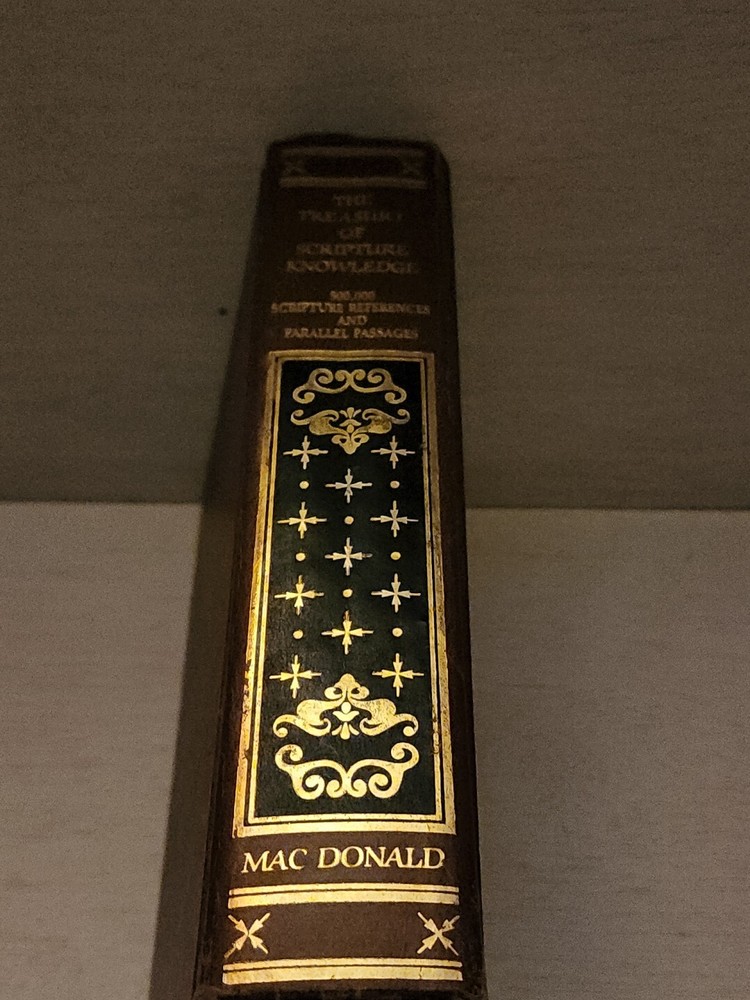 THE
TREASURY
OF
SCRIPTURE
KNOWLEDGE
500,000
SCRIPTURE REFERENCES
AND
PARALLEL PASSAGES
MAC DONALD